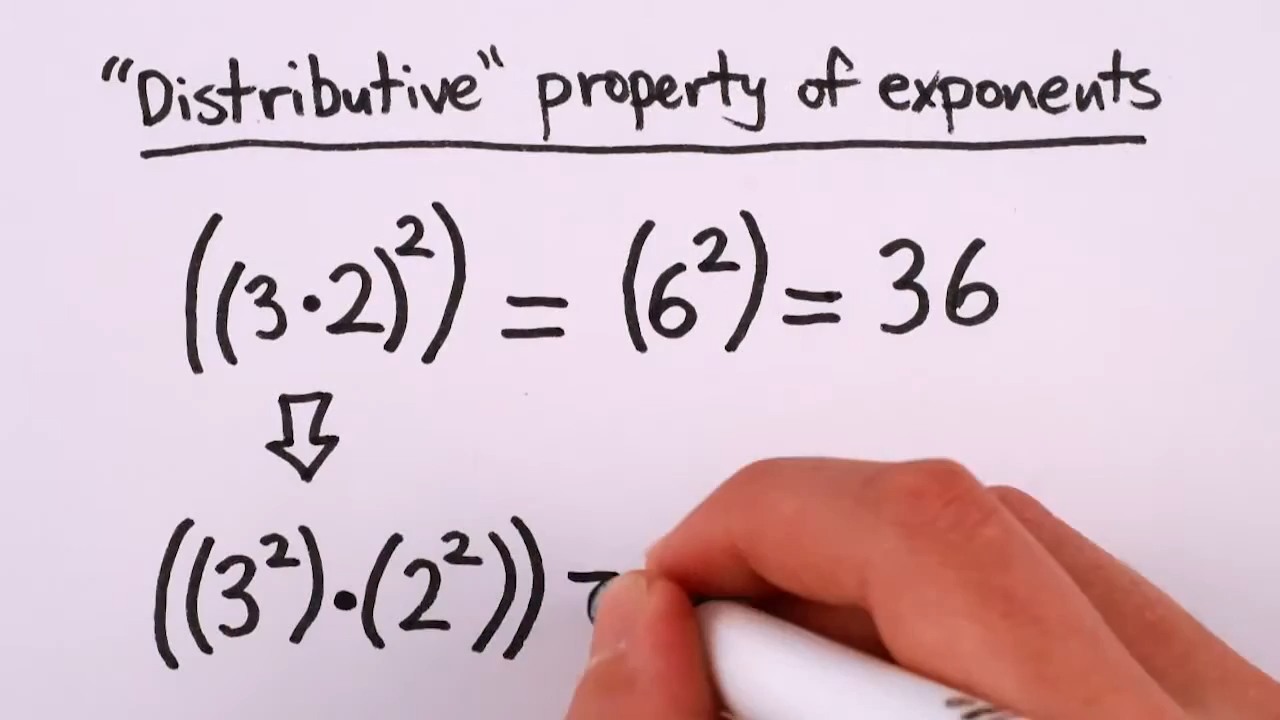 “Distributive” property of exponents
((3·2)²) = (6²) = 36
((3²)·(2²)) =